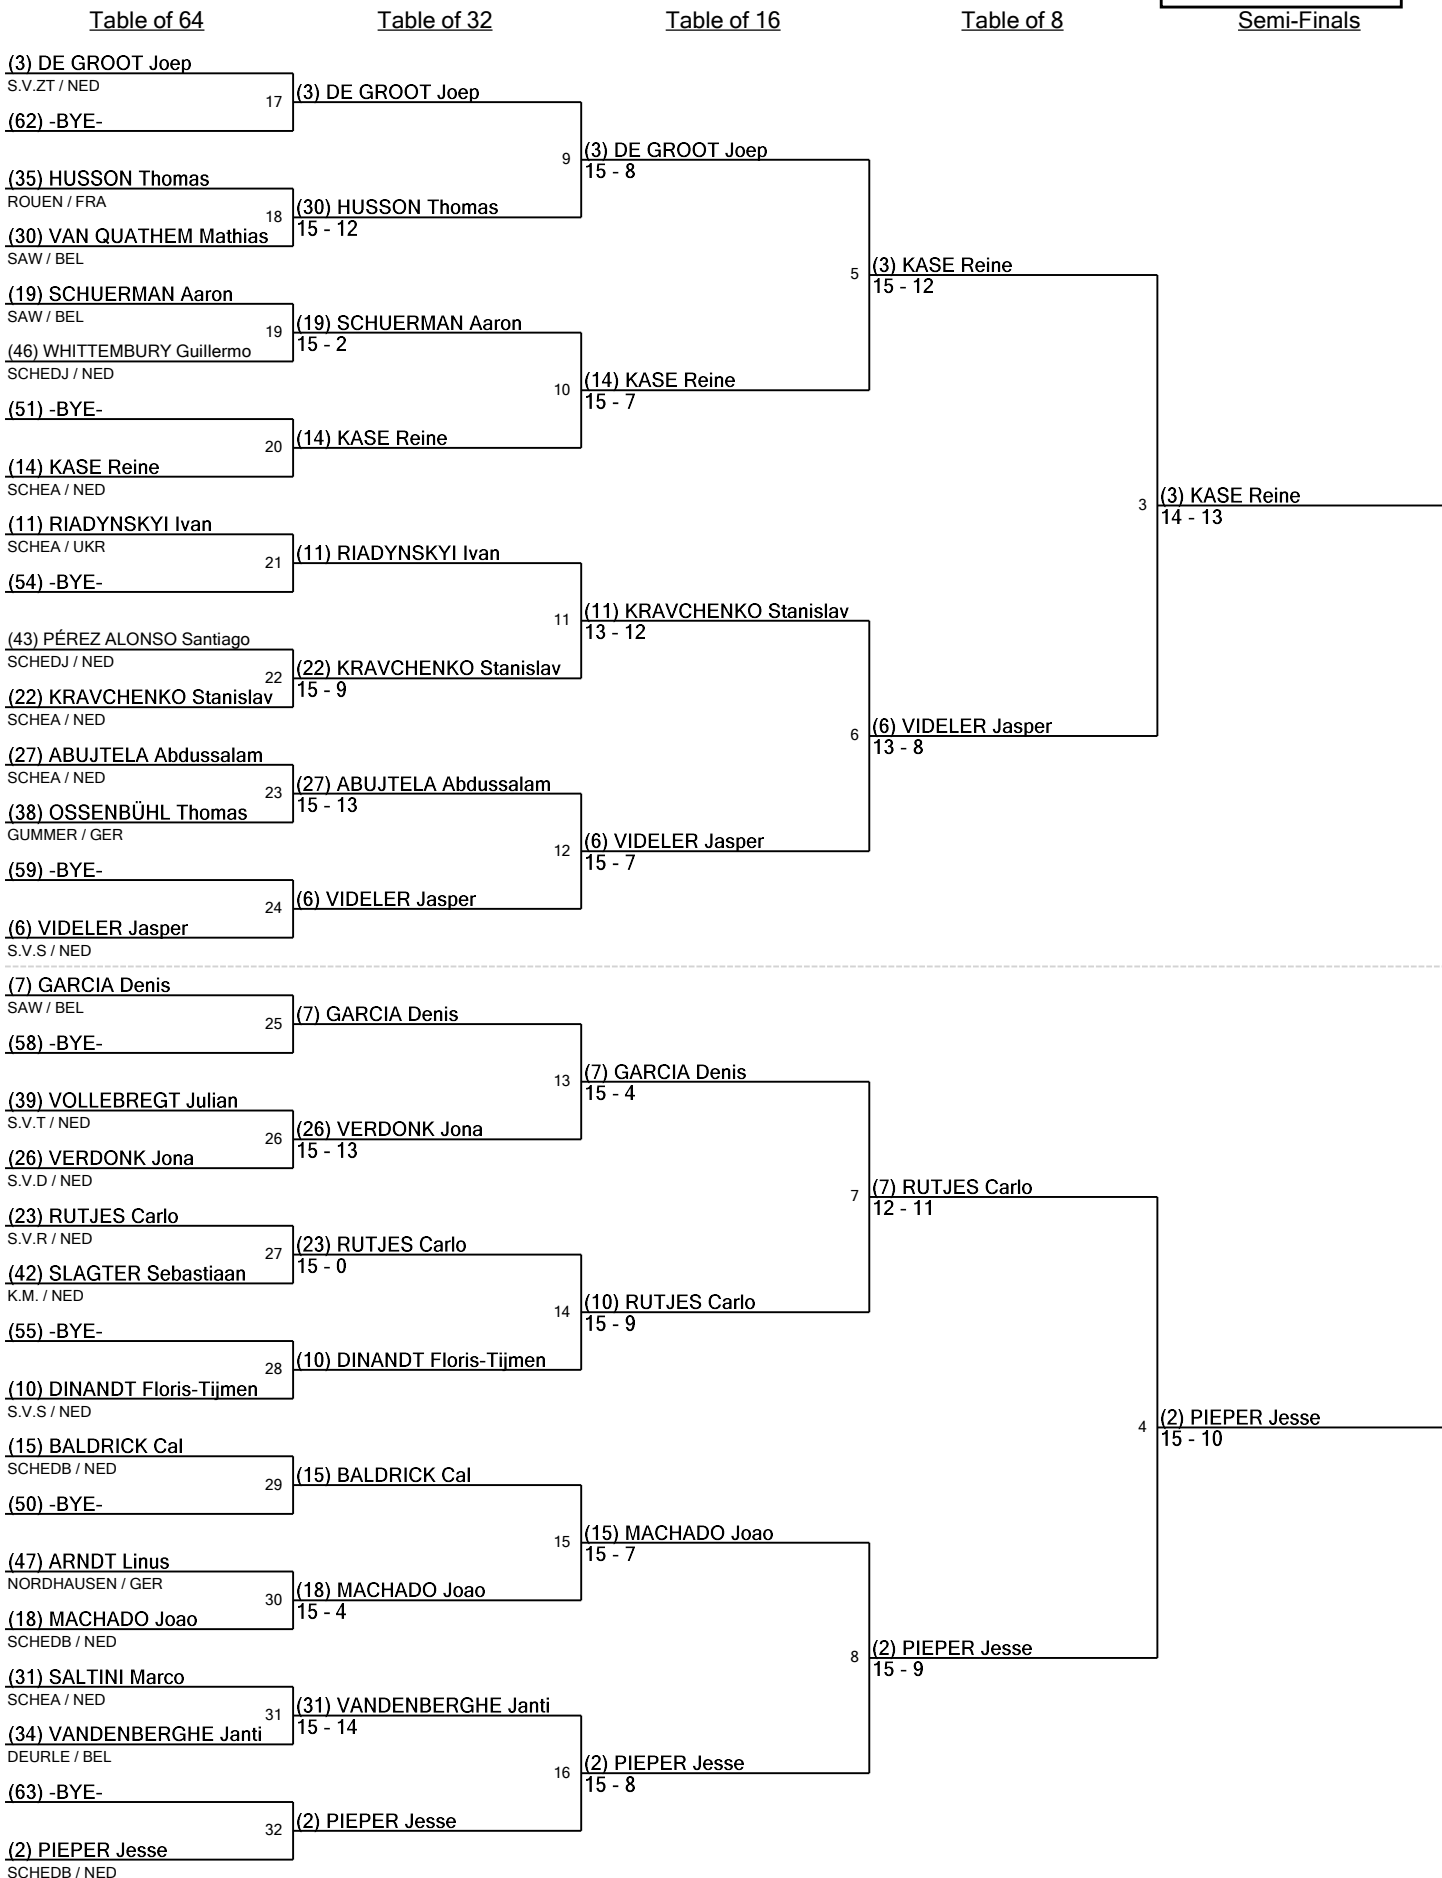 Table of 64
Table of 32
Table of 16
Table of 8
Semi-Finals
(3) DE GROOT Joep
S.V.ZT / NED
17
(62) -BYE-
(35) HUSSON Thomas
ROUEN / FRA
18
(30) VAN QUATHEM Mathias
SAW / BEL
(19) SCHUERMAN Aaron
SAW / BEL
19
(46) WHITTEMBURY Guillermo
SCHEDJ / NED
(51) -BYE-
20
(14) KASE Reine
SCHEA / NED
(11) RIADYNSKYI Ivan
SCHEA / UKR
21
(54) -BYE-
(43) PÉREZ ALONSO Santiago
SCHEDJ / NED
22
(22) KRAVCHENKO Stanislav
SCHEA / NED
(27) ABUJTELA Abdussalam
SCHEA / NED
23
(38) OSSENBÜHL Thomas
GUMMER / GER
(59) -BYE-
24
(6) VIDELER Jasper
S.V.S / NED
(7) GARCIA Denis
SAW / BEL
25
(58) -BYE-
(39) VOLLEBREGT Julian
S.V.T / NED
26
(26) VERDONK Jona
S.V.D / NED
(23) RUTJES Carlo
S.V.R / NED
27
(42) SLAGTER Sebastiaan
K.M. / NED
(55) -BYE-
28
(10) DINANDT Floris-Tijmen
S.V.S / NED
(15) BALDRICK Cal
SCHEDB / NED
29
(50) -BYE-
(47) ARNDT Linus
NORDHAUSEN / GER
30
(18) MACHADO Joao
SCHEDB / NED
(31) SALTINI Marco
SCHEA / NED
31
(34) VANDENBERGHE Janti
DEURLE / BEL
(63) -BYE-
32
(2) PIEPER Jesse
SCHEDB / NED
(3) DE GROOT Joep
9
(30) HUSSON Thomas
15 - 12
(19) SCHUERMAN Aaron
15 - 2
10
(14) KASE Reine
(11) RIADYNSKYI Ivan
11
(22) KRAVCHENKO Stanislav
15 - 9
(27) ABUJTELA Abdussalam
15 - 13
12
(6) VIDELER Jasper
(7) GARCIA Denis
13
(26) VERDONK Jona
15 - 13
(23) RUTJES Carlo
15 - 0
14
(10) DINANDT Floris-Tijmen
(15) BALDRICK Cal
15
(18) MACHADO Joao
15 - 4
(31) VANDENBERGHE Janti
15 - 14
16
(2) PIEPER Jesse
(3) DE GROOT Joep
15 - 8
5
(14) KASE Reine
15 - 7
(11) KRAVCHENKO Stanislav
13 - 12
6
(6) VIDELER Jasper
15 - 7
(7) GARCIA Denis
15 - 4
7
(10) RUTJES Carlo
15 - 9
(15) MACHADO Joao
15 - 7
8
(2) PIEPER Jesse
15 - 8
(3) KASE Reine
15 - 12
3
(6) VIDELER Jasper
13 - 8
(7) RUTJES Carlo
12 - 11
4
(2) PIEPER Jesse
15 - 9
(3) KASE Reine
14 - 13
(2) PIEPER Jesse
15 - 10